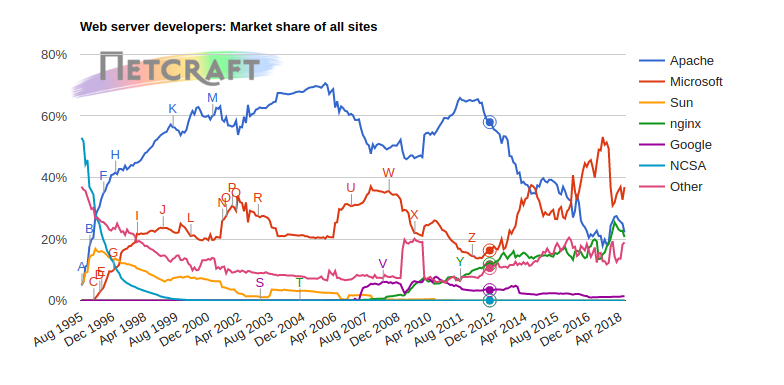 Web server developers: Market share of all sites
NETCRAFT
80%
60%
40%
20%
0%
A
B
C
E
F
G
H
I
J
K
L
M
N
O
P
Q
R
S
T
U
V
W
X
Y
Z
Aug 1995
Dec 1996
Apr 1998
Aug 1999
Dec 2000
Apr 2002
Aug 2003
Dec 2004
Apr 2006
Aug 2007
Dec 2008
Apr 2010
Aug 2011
Dec 2012
Apr 2014
Aug 2015
Dec 2016
Apr 2018
Apache
Microsoft
Sun
nginx
Google
NCSA
Other